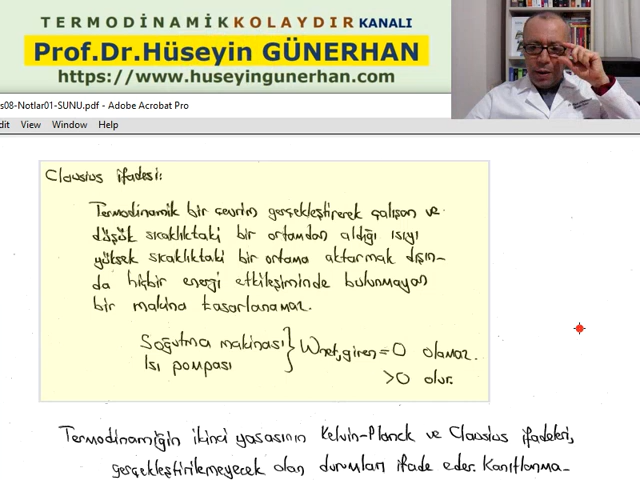 TERMODİNAMİKKOLAYDIR KANALI
Prof.Dr.Hüseyin GÜNERHAN
https://www.huseyingunerhan.com
s08-Notlar01-SUNU.pdf - Adobe Acrobat Pro
dit View Window Help
Clausius ifadesi:
Termodinamik bir çevrim gerçekleştirerek çalışan ve
düşük sıcaklıktaki bir ortamdan aldığı ısıyı
yüksek sıcaklıktaki bir ortama aktarmak dışın-
da hiçbir enerji etkileşiminde bulunmayan
bir makina tasarlanamaz.
Soğutma makinası
Isı pompası
} Wnet,giren = 0 olamaz.
>0 olur.
Termodinamiğin ikinci yasasının Kelvin-Planck ve Clausius ifadeleri,
gerçekleştirilemeyecek olan durumları ifade eder. Kanıtlanma-